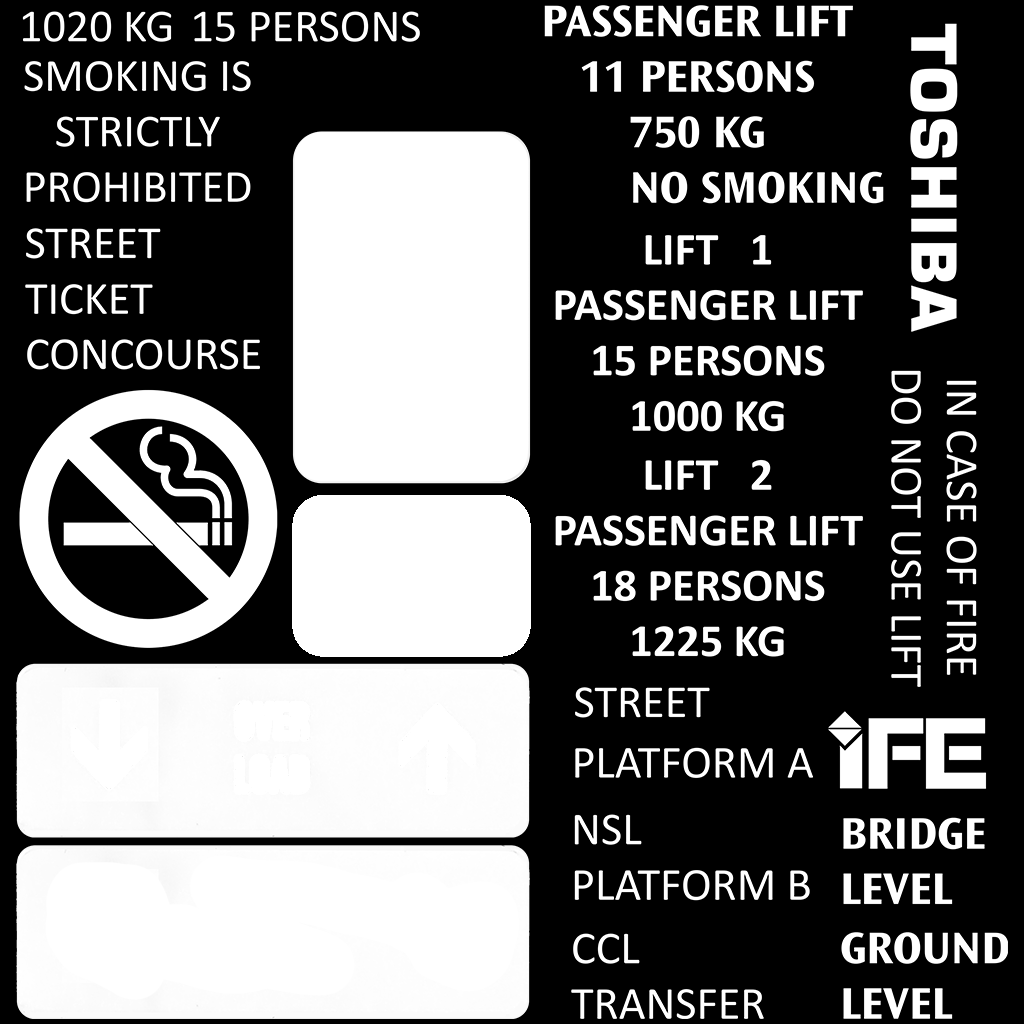 1020 KG 15 PERSONS
SMOKING IS
STRICTLY
PROHIBITED
STREET
TICKET
CONCOURSE
OVER
LOAD
PASSENGER LIFT
11 PERSONS
750 KG
NO SMOKING
LIFT 1
PASSENGER LIFT
15 PERSONS
1000 KG
LIFT 2
PASSENGER LIFT
18 PERSONS
1225 KG
STREET
PLATFORM A
NSL
PLATFORM B
CCL
TRANSFER
TOSHIBA
IN CASE OF FIRE
DO NOT USE LIFT
iFE
BRIDGE
LEVEL
GROUND
LEVEL